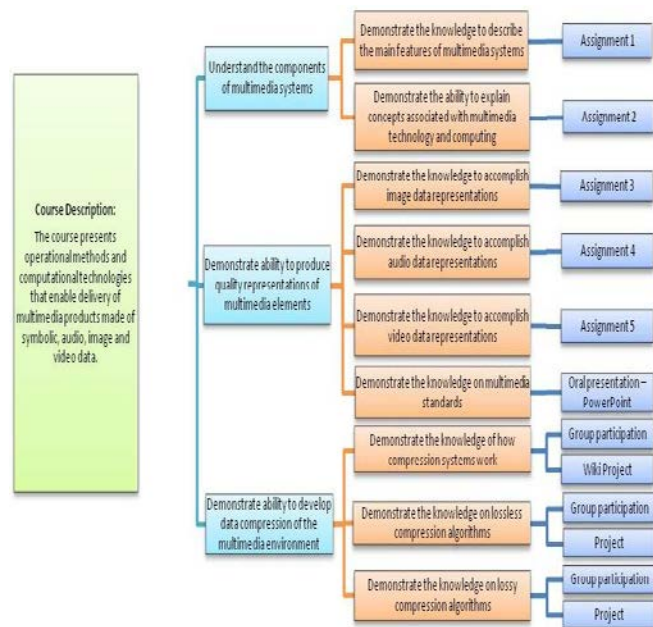 Course Description:
The course presents
operational methods and
computational technologies
that enable delivery of
multimedia products made of
symbolic, audio, image and
video data.
Understand the components
of multimedia systems
Demonstrate the knowledge to describe
the main features of multimedia systems
Assignment 1
Demonstrate the ability to explain
concepts associated with multimedia
technology and computing
Assignment 2
Demonstrate ability to produce
quality representations of
multimedia elements
Demonstrate the knowledge to accomplish
image data representations
Assignment 3
Demonstrate the knowledge to accomplish
audio data representations
Assignment 4
Demonstrate the knowledge to accomplish
video data representations
Assignment 5
Demonstrate the knowledge on multimedia
standards
Oral presentation –
PowerPoint
Demonstrate ability to develop
data compression of the
multimedia environment
Demonstrate the knowledge of how
compression systems work
Group participation
Wiki Project
Demonstrate the knowledge on lossless
compression algorithms
Group participation
Project
Demonstrate the knowledge on lossy
compression algorithms
Group participation
Project